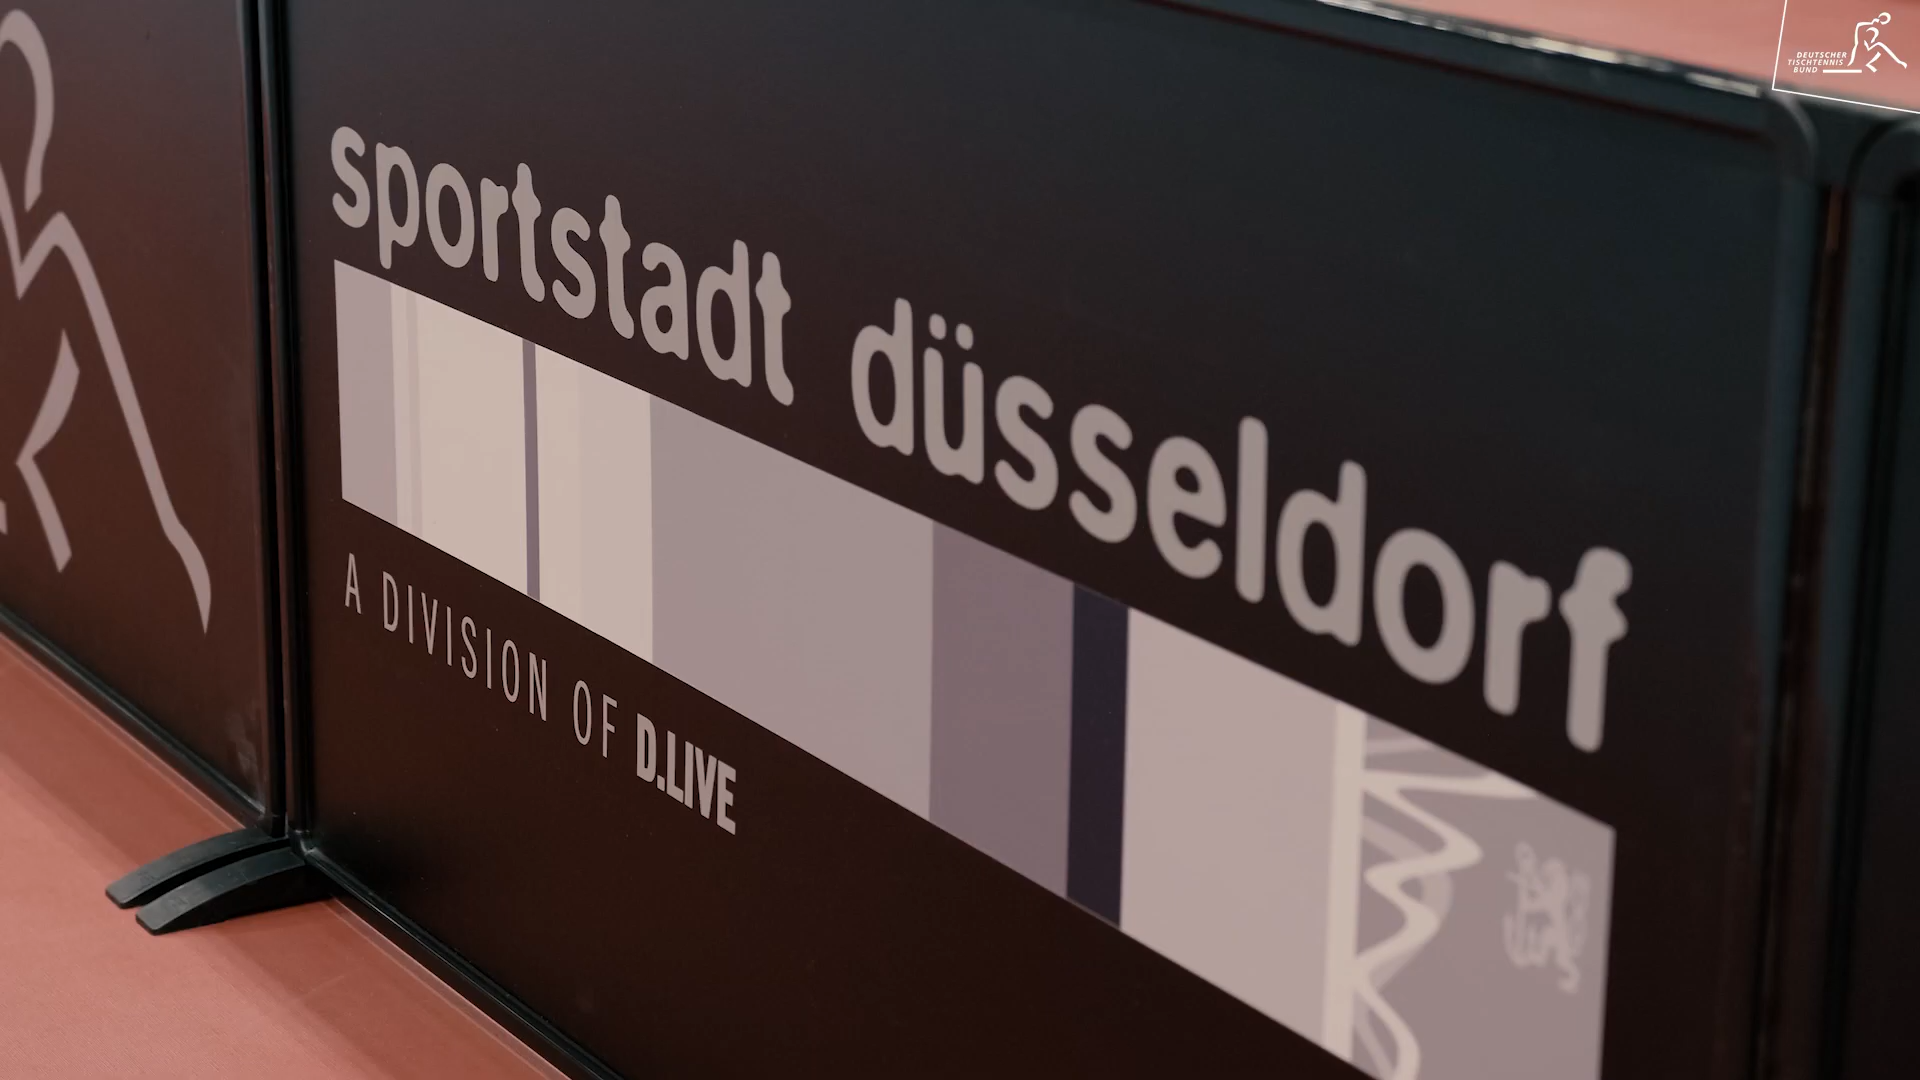 DEUTSCHER
TISCHTENNIS
BUND
sportstadt düsseldorf
A DIVISION OF D.LIVE